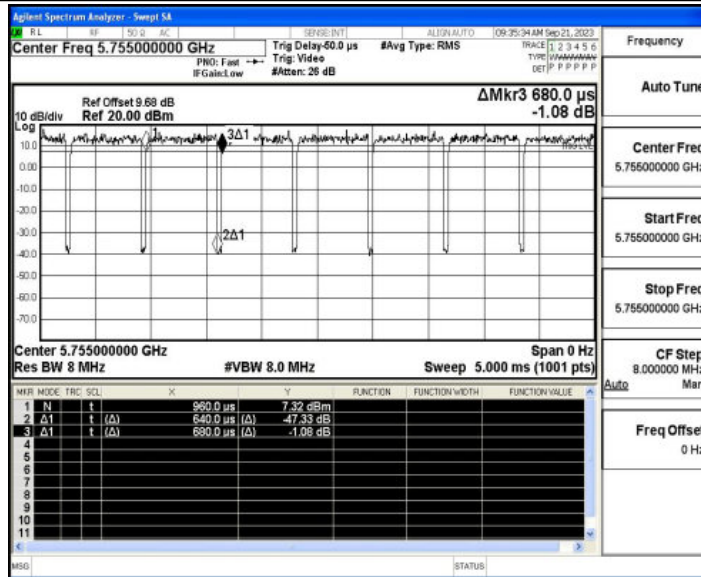 Agilent Spectrum Analyzer - Swept SA
RL RF 50 Ω AC SENSE:INT ALIGN AUTO 09:35:34 AM Sep 21, 2023
Center Freq 5.755000000 GHz
PNO: Fast
IFGain:Low
Trig Delay-50.0 µs
Trig: Video
#Atten: 26 dB
#Avg Type: RMS
TRACE 1 2 3 4 5 6
TYPE
DET P P P P P P
Frequency
Auto Tune
Center Freq
5.755000000 GHz
Start Freq
5.755000000 GHz
Stop Freq
5.755000000 GHz
CF Step
8.000000 MHz
Auto Man
Freq Offset
0 Hz
ΔMkr3 680.0 µs
-1.08 dB
Ref Offset 9.68 dB
10 dB/div Ref 20.00 dBm
Log
10.0
0.00
-10.0
-20.0
-30.0
-40.0
-50.0
-60.0
-70.0
1
3Δ1
2Δ1
TRIG LVL
Center 5.755000000 GHz Span 0 Hz
Res BW 8 MHz #VBW 8.0 MHz Sweep 5.000 ms (1001 pts)
MKR MODE TRC SCL X Y FUNCTION FUNCTION WIDTH FUNCTION VALUE
1 N t 960.0 µs 7.32 dBm
2 Δ1 t (Δ) 640.0 µs (Δ) -47.33 dB
3 Δ1 t (Δ) 680.0 µs (Δ) -1.08 dB
4
5
6
7
8
9
10
11
MSG STATUS